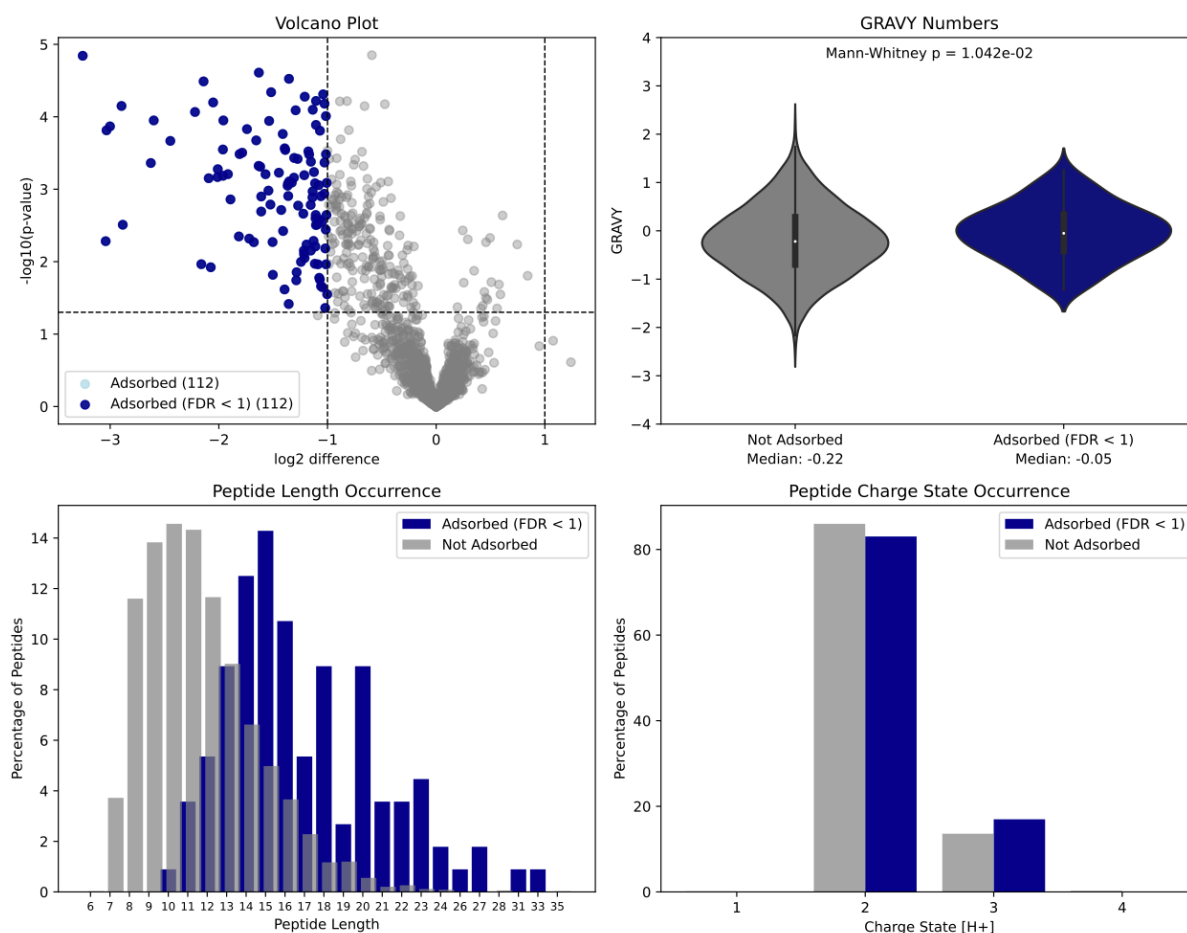 Volcano Plot
5
4
3
2
1
0
-log10(p-value)
Adsorbed (112)
Adsorbed (FDR < 1) (112)
−3 −2 −1 0 1
log2 difference
GRAVY Numbers
Mann-Whitney p = 1.042e-02
4
3
2
1
0
−1
−2
−3
−4
GRAVY
Not Adsorbed Adsorbed (FDR < 1)
Median: -0.22 Median: -0.05
Peptide Length Occurrence
Adsorbed (FDR < 1)
Not Adsorbed
14
12
10
8
6
4
2
0
Percentage of Peptides
6 7 8 9 10 11 12 13 14 15 16 17 18 19 20 21 22 23 24 26 27 28 31 33 35
Peptide Length
Peptide Charge State Occurrence
Adsorbed (FDR < 1)
Not Adsorbed
80
60
40
20
0
Percentage of Peptides
1 2 3 4
Charge State [H+]